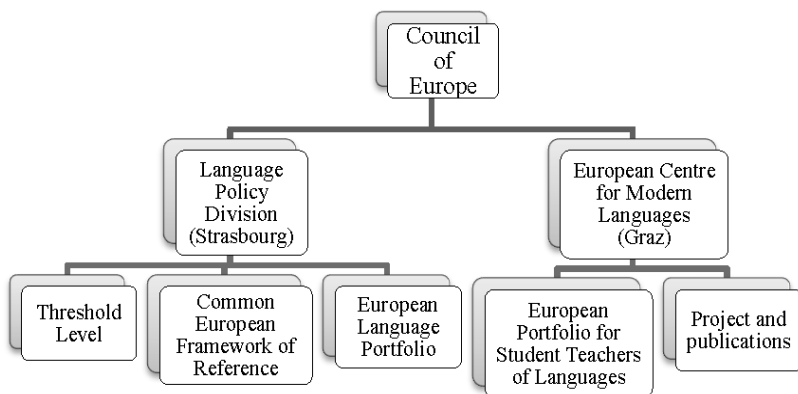 Council
of
Europe
Language
Policy
Division
(Strasbourg)
European Centre
for Modern
Languages
(Graz)
Threshold
Level
Common
European
Framework of
Reference
European
Language
Portfolio
European
Portfolio for
Student Teachers
of Languages
Project and
publications